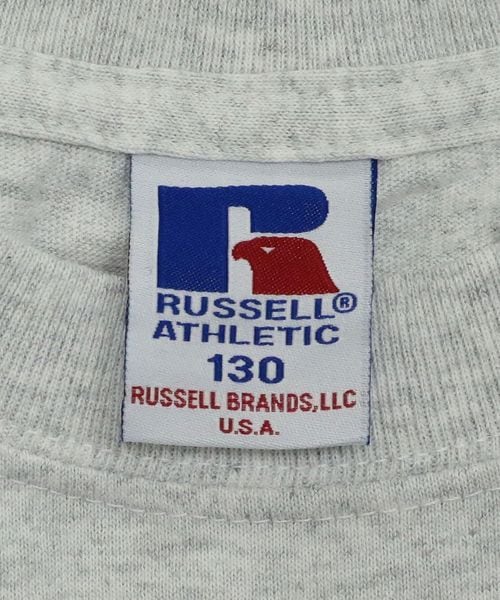 RUSSELL®
ATHLETIC
130
RUSSELL BRANDS, LLC
U.S.A.